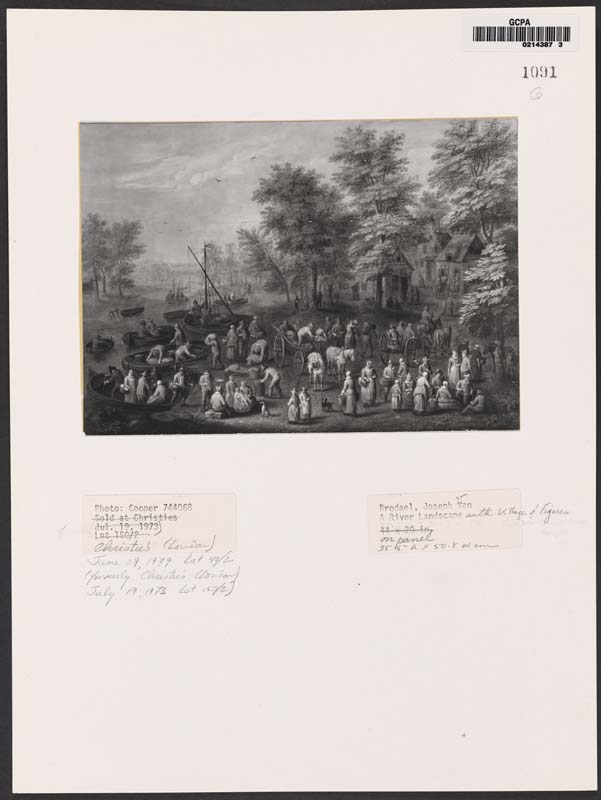 GCPA
0214387 3
1091
6
Photo: Cooper 744068
Sold at Christies
Jul. 19, 1973)
Lot 150/2
Christie's (London)
June 29, 1979 Lot 49/2
(formerly Christie's (London)
July 19, 1973 Lot 150/2)
Bredael, Joseph Van
A River Landscape with Village & figures
14 x 20 in.
on panel
35.5 h x 50.8 w cm